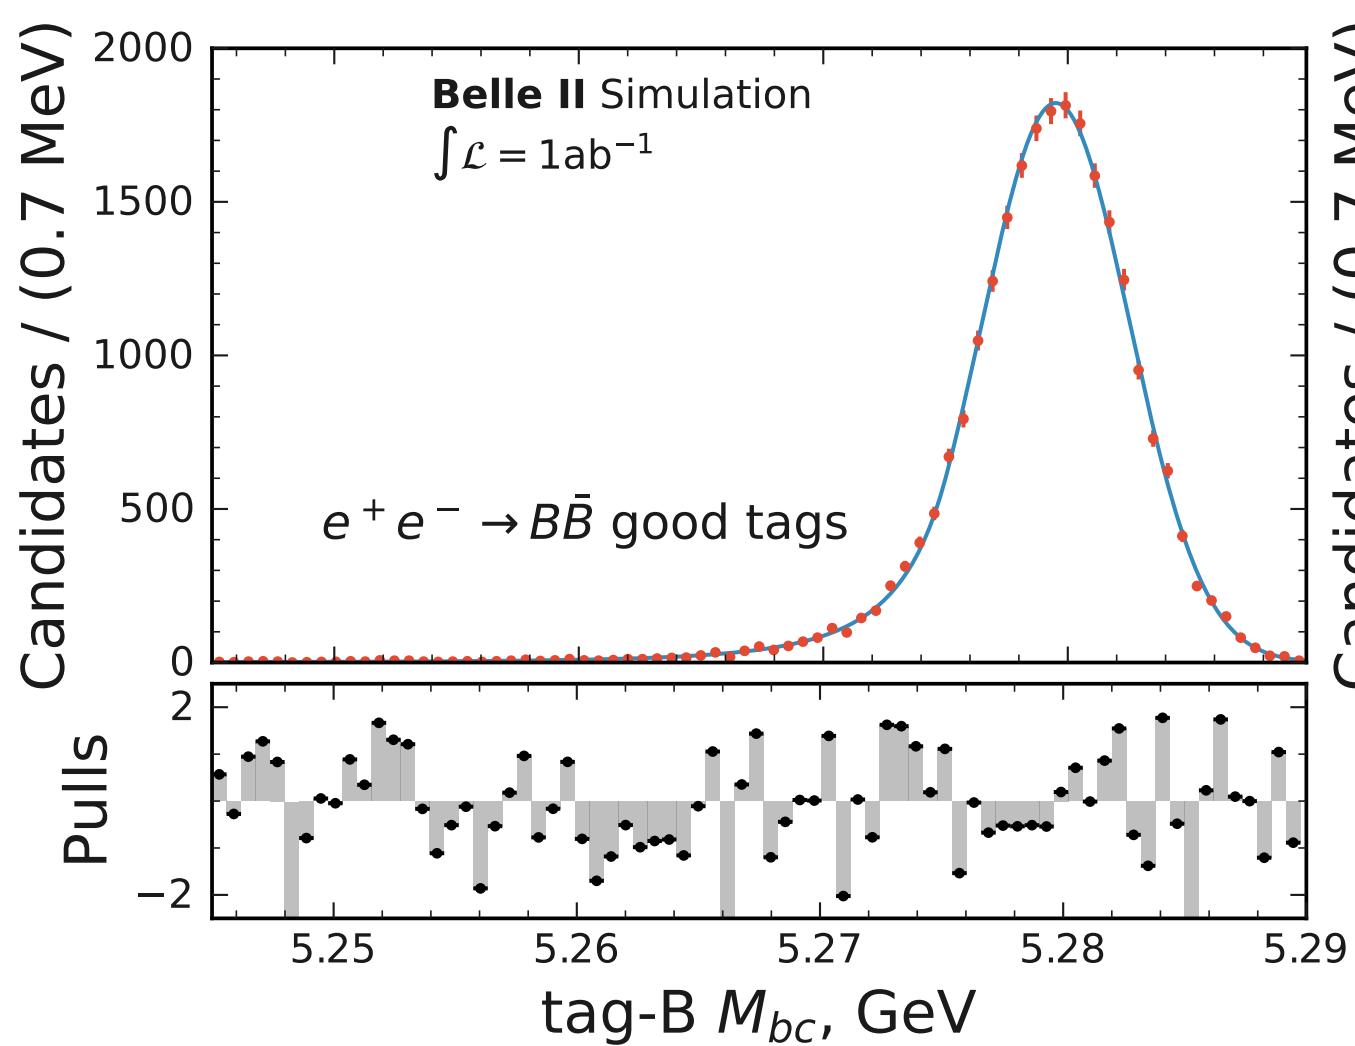 Candidates / (0.7 MeV)
2000
1500
1000
500
0
Belle II Simulation
∫ℒ = 1ab⁻¹
e⁺e⁻ → BB̄ good tags
Pulls
2
−2
5.25 5.26 5.27 5.28 5.29
tag-B M_bc, GeV